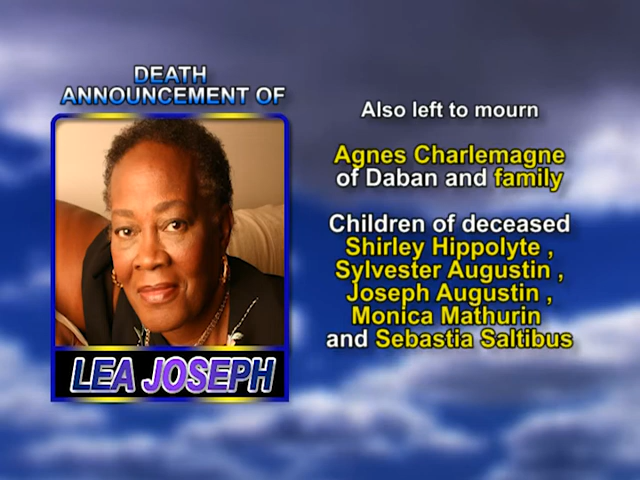 DEATH
ANNOUNCEMENT OF
LEA JOSEPH
Also left to mourn
Agnes Charlemagne
of Daban and family
Children of deceased
Shirley Hippolyte ,
Sylvester Augustin ,
Joseph Augustin ,
Monica Mathurin
and Sebastia Saltibus